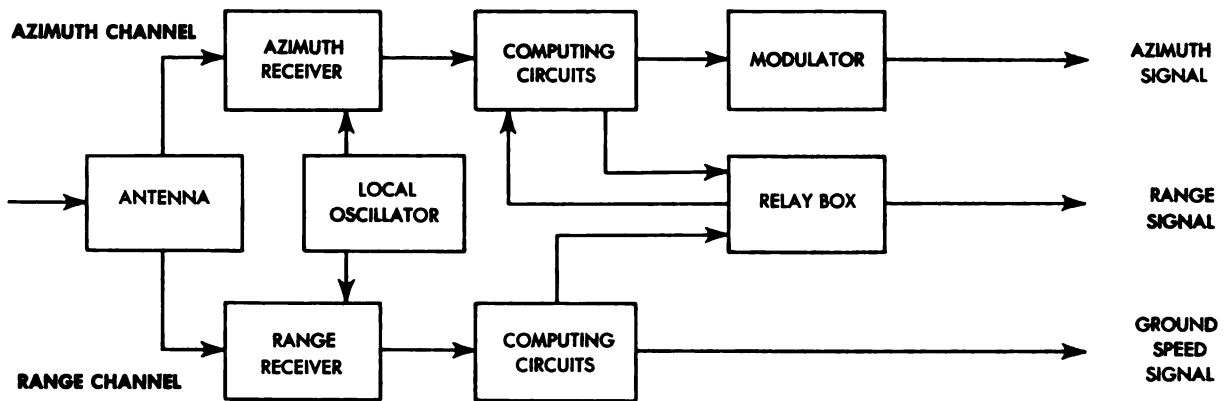 AZIMUTH CHANNEL
AZIMUTH
RECEIVER
COMPUTING
CIRCUITS
MODULATOR
AZIMUTH
SIGNAL
ANTENNA
LOCAL
OSCILLATOR
RELAY BOX
RANGE
SIGNAL
RANGE
RECEIVER
COMPUTING
CIRCUITS
GROUND
SPEED
SIGNAL
RANGE CHANNEL